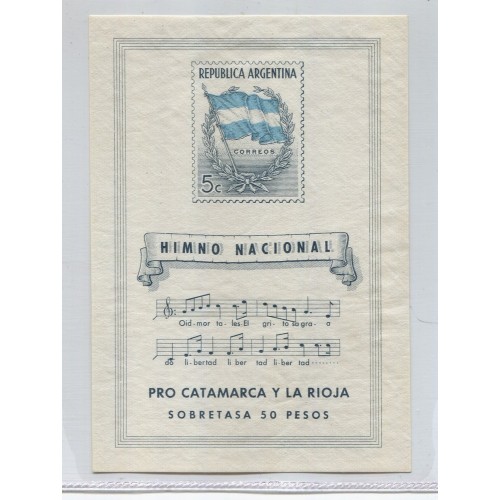 REPUBLICA ARGENTINA
CORREOS
5c
HIMNO NACIONAL
Oid-mor ta-les El gri-to sa gra-a
do li-bertad li ber tad li ber tad
PRO CATAMARCA Y LA RIOJA
SOBRETASA 50 PESOS